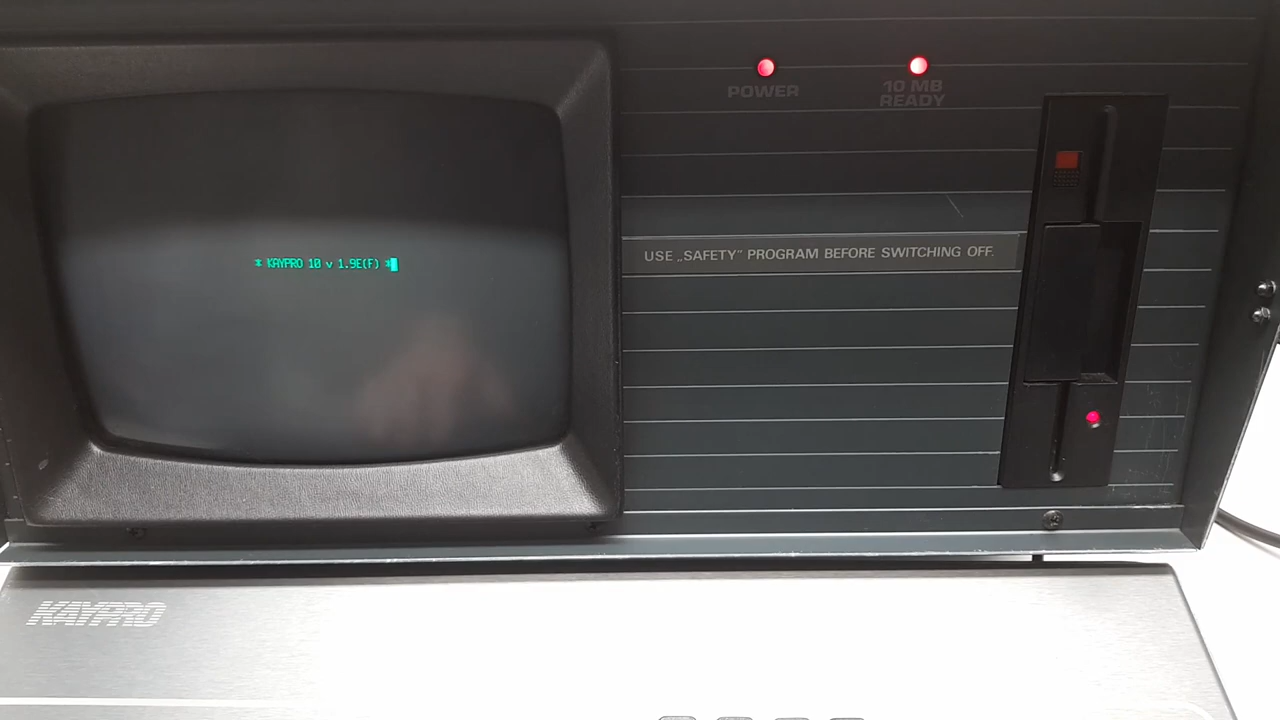 * KAYPRO 10 v 1.9E(F) *
POWER
10 MB
READY
USE „SAFETY“ PROGRAM BEFORE SWITCHING OFF.
KAYPRO